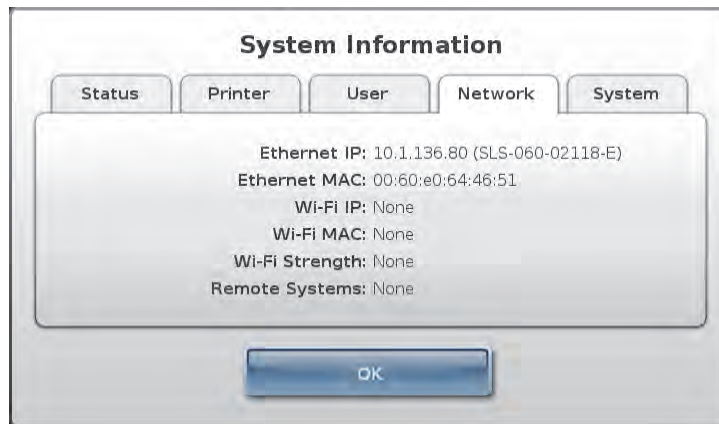 System Information
Status Printer User Network System
Ethernet IP: 10.1.136.80 (SLS-060-02118-E)
Ethernet MAC: 00:60:e0:64:46:51
Wi-Fi IP: None
Wi-Fi MAC: None
Wi-Fi Strength: None
Remote Systems: None
OK